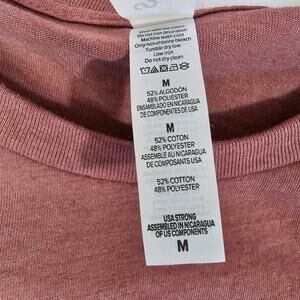 Do not iron decoration
Machine wash cold
Only non-chlorine bleach
Tumble dry low
Low iron
Do not dry clean
M
52% ALGODÓN
48% POLIÉSTER
ENSAMBLADO EN NICARAGUA
DE COMPONENTES DE USA
M
52% COTON
48% POLYESTER
ASSEMBLE AU NICARAGUA
DE COMPOSANTS USA
52% COTTON
48% POLYESTER
USA STRONG
ASSEMBLED IN NICARAGUA
OF US COMPONENTS
M